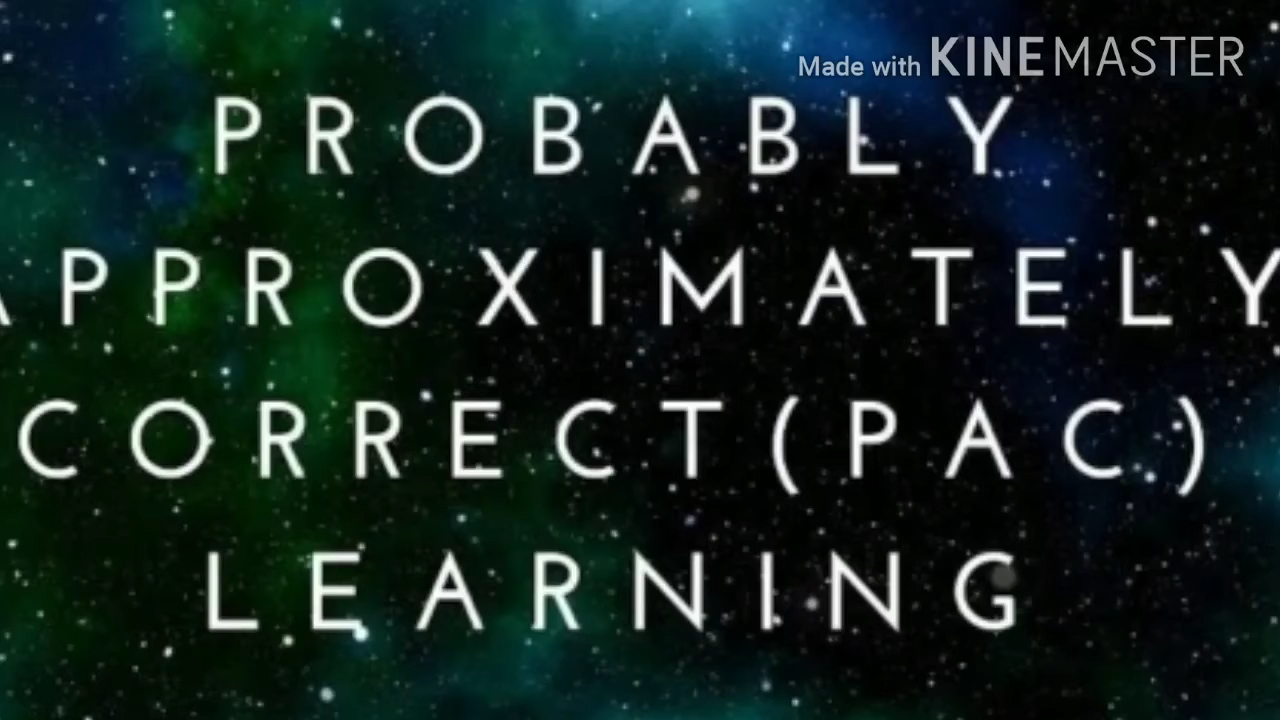 Made with KINEMASTER
PROBABLY
APPROXIMATELY
CORRECT(PAC)
LEARNING